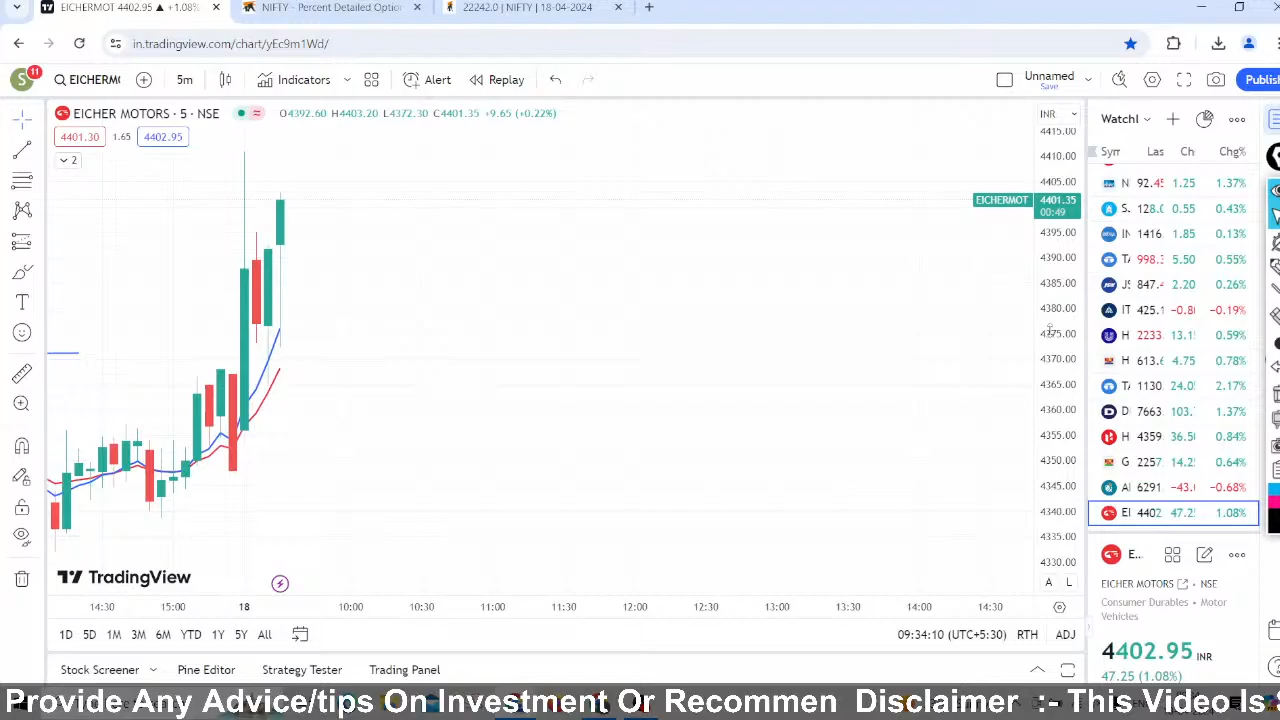 EICHERMOT 4402.95 ▲ +1.08%
NIFTY - Percent Detailed Optio
22242.0 | NIFTY | 18-04-2024
in.tradingview.com/chart/yEc9m1Wd/
S 11 EICHERM 5m Indicators Alert Replay Unnamed Save Publis
EICHER MOTORS · 5 · NSE O4392.60 H4403.20 L4372.30 C4401.35 +9.65 (+0.22%)
4401.30 1.65 4402.95
2
INR
4415.00
4410.00
4405.00
EICHERMOT 4401.35
00:49
4395.00
4390.00
4385.00
4380.00
4375.00
4370.00
4365.00
4360.00
4355.00
4350.00
4345.00
4340.00
4335.00
4330.00
A L
TradingView
14:30 15:00 18 10:00 10:30 11:00 11:30 12:00 12:30 13:00 13:30 14:00 14:30
1D 5D 1M 3M 6M YTD 1Y 5Y All 09:34:10 (UTC+5:30) RTH ADJ
Stock Screener Pine Editor Strategy Tester Trading Panel
Watchl
Syn Las Ch Chg%
N 92.45 1.25 1.37%
S. 128.0 0.55 0.43%
IN 1416. 1.85 0.13%
TA 998.3 5.50 0.55%
JS 847.4 2.20 0.26%
IT 425.1 −0.8 −0.19%
H 2233. 13.1 0.59%
H 613.6 4.75 0.78%
TA 1130. 24.0 2.17%
D 7663. 103. 1.37%
H 4359. 36.5 0.84%
G 2257. 14.2 0.64%
6291. −43. −0.68%
EI 4402. 47.2 1.08%
E...
EICHER MOTORS · NSE
Consumer Durables • Motor
Vehicles
4402.95 INR
47.25 (1.08%)
Provide Any Advice/tips On Investment Or Recommen Disclaimer :- This Video Is